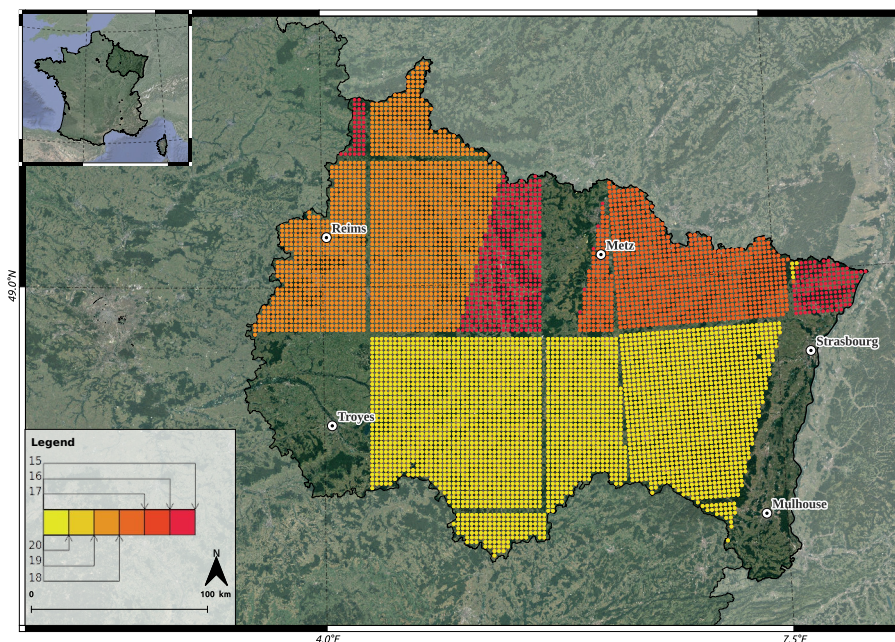 Reims
Metz
49.0°N
Strasbourg
Troyes
Legend
15
16
17
Mulhouse
20
19
18
N
0
100 km
4.0°E
7.5°E